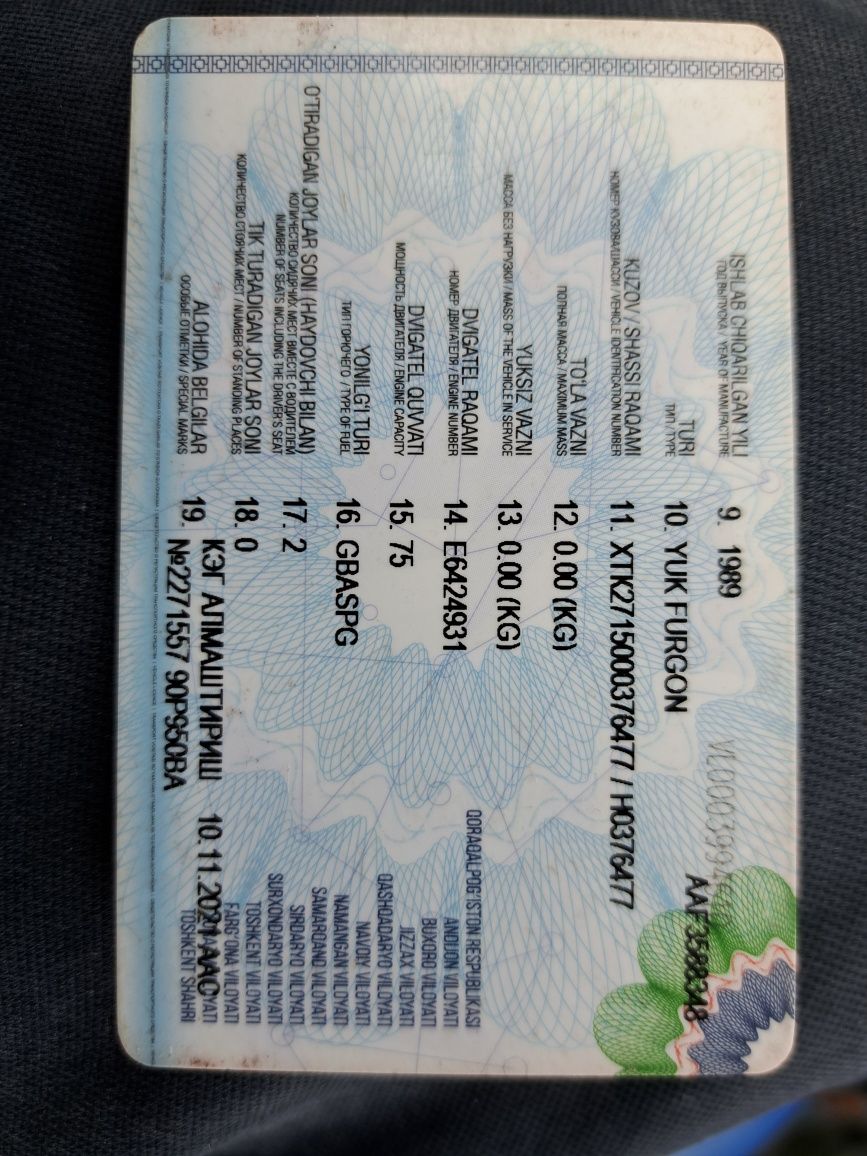 VL0003994
AAF3588348
ISHLAB CHIQARILGAN YILI 9. 1989
ГОД ВЫПУСКА / YEAR OF MANUFACTURE
TURI 10. YUK FURGON
ТИП / TYPE
KUZOV / SHASSI RAQAMI 11. XTK2715000376477 / H0376477
НОМЕР КУЗОВА/ШАССИ / VEHICLE IDENTIFICATION NUMBER
TO'LA VAZNI 12. 0.00 (KG)
ПОЛНАЯ МАССА / MAXIMUM MASS
YUKSIZ VAZNI 13. 0.00 (KG)
МАССА БЕЗ НАГРУЗКИ / MASS OF THE VEHICLE IN SERVICE
DVIGATEL RAQAMI 14. E6424931
НОМЕР ДВИГАТЕЛЯ / ENGINE NUMBER
DVIGATEL QUVVATI 15. 75
МОЩНОСТЬ ДВИГАТЕЛЯ / ENGINE CAPACITY
YONILG'I TURI 16. GBASPG
ТИП ГОРЮЧЕГО / TYPE OF FUEL
O'TIRADIGAN JOYLAR SONI (HAYDOVCHI BILAN) 17. 2
КОЛИЧЕСТВО СИДЯЧИХ МЕСТ ВМЕСТЕ С ВОДИТЕЛЕМ
NUMBER OF SEATS INCLUDING THE DRIVER'S SEAT
TIK TURADIGAN JOYLAR SONI 18. 0
КОЛИЧЕСТВО СТОЯЧИХ МЕСТ / NUMBER OF STANDING PLACES
ALOHIDA BELGILAR 19. КЭГ АЛМАШТИРИШ 10.11.2021 AAC
ОСОБЫЕ ОТМЕТКИ / SPECIAL MARKS №2271557 90P950BA
QORAQALPOG'ISTON RESPUBLIKASI
ANDIJON VILOYATI
BUXORO VILOYATI
JIZZAX VILOYATI
QASHQADARYO VILOYATI
NAVOIY VILOYATI
NAMANGAN VILOYATI
SAMARQAND VILOYATI
SIRDARYO VILOYATI
SURXONDARYO VILOYATI
TOSHKENT VILOYATI
FARG'ONA VILOYATI
TOSHKENT SHAHRI